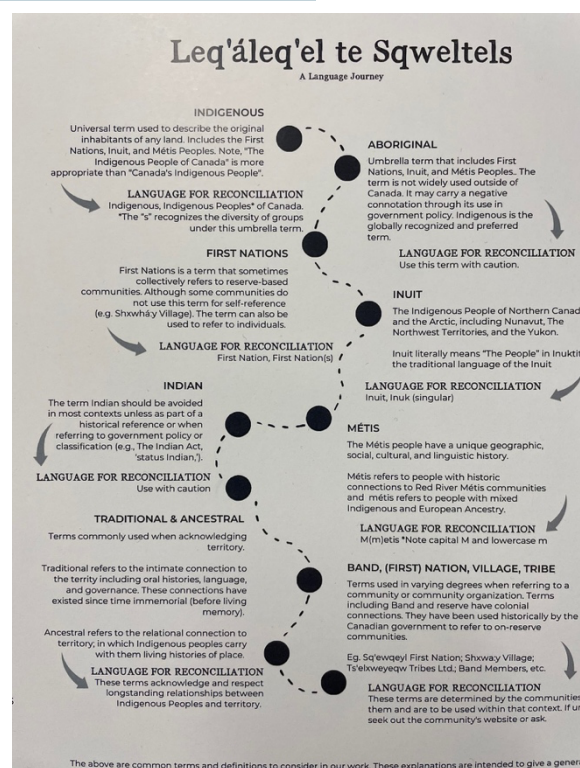 Leq'áleq'el te Sqweltels
A Language Journey
INDIGENOUS
Universal term used to describe the original
inhabitants of any land. Includes the First
Nations, Inuit, and Métis Peoples. Note, "The
Indigenous People of Canada" is more
appropriate than "Canada's Indigenous People".
LANGUAGE FOR RECONCILIATION
Indigenous, Indigenous Peoples* of Canada.
*The "s" recognizes the diversity of groups
under this umbrella term.
ABORIGINAL
Umbrella term that includes First
Nations, Inuit, and Métis Peoples.. The
term is not widely used outside of
Canada. It may carry a negative
connotation through its use in
government policy. Indigenous is the
globally recognized and preferred
term.
LANGUAGE FOR RECONCILIATION
Use this term with caution.
FIRST NATIONS
First Nations is a term that sometimes
collectively refers to reserve-based
communities. Although some communities do
not use this term for self-reference
(e.g. Shxwhá:y Village). The term can also be
used to refer to individuals.
LANGUAGE FOR RECONCILIATION
First Nation, First Nation(s)
INUIT
The Indigenous People of Northern Canad
and the Arctic, including Nunavut, The
Northwest Territories, and the Yukon.
Inuit literally means "The People" in Inuktit
the traditional language of the Inuit
LANGUAGE FOR RECONCILIATION
Inuit, Inuk (singular)
INDIAN
The term Indian should be avoided
in most contexts unless as part of a
historical reference or when
referring to government policy or
classification (e.g., The Indian Act,
'status Indian,').
LANGUAGE FOR RECONCILIATION
Use with caution
MÉTIS
The Métis people have a unique geographic,
social, cultural, and linguistic history.
Métis refers to people with historic
connections to Red River Métis communities
and métis refers to people with mixed
Indigenous and European Ancestry.
LANGUAGE FOR RECONCILIATION
M(m)etis *Note capital M and lowercase m
TRADITIONAL & ANCESTRAL
Terms commonly used when acknowledging
territory.
Traditional refers to the intimate connection to
the territy including oral histories, language,
and governance. These connections have
existed since time immemorial (before living
memory).
Ancestral refers to the relational connection to
territory; in which Indigenous peoples carry
with them living histories of place.
LANGUAGE FOR RECONCILIATION
These terms acknowledge and respect
longstanding relationships between
Indigenous Peoples and territory.
BAND, (FIRST) NATION, VILLAGE, TRIBE
Terms used in varying degrees when referring to a
community or community organization. Terms
including Band and reserve have colonial
connections. They have been used historically by the
Canadian government to refer to on-reserve
communities.
Eg. Sq'ewqeyl First Nation; Shxwa:y Village;
Ts'elxweyeqw Tribes Ltd.; Band Members, etc.
LANGUAGE FOR RECONCILIATION
These terms are determined by the communities
them and are to be used within that context. If un
seek out the community's website or ask.
The above are common terms and definitions to consider in our work. These explanations are intended to give a gener